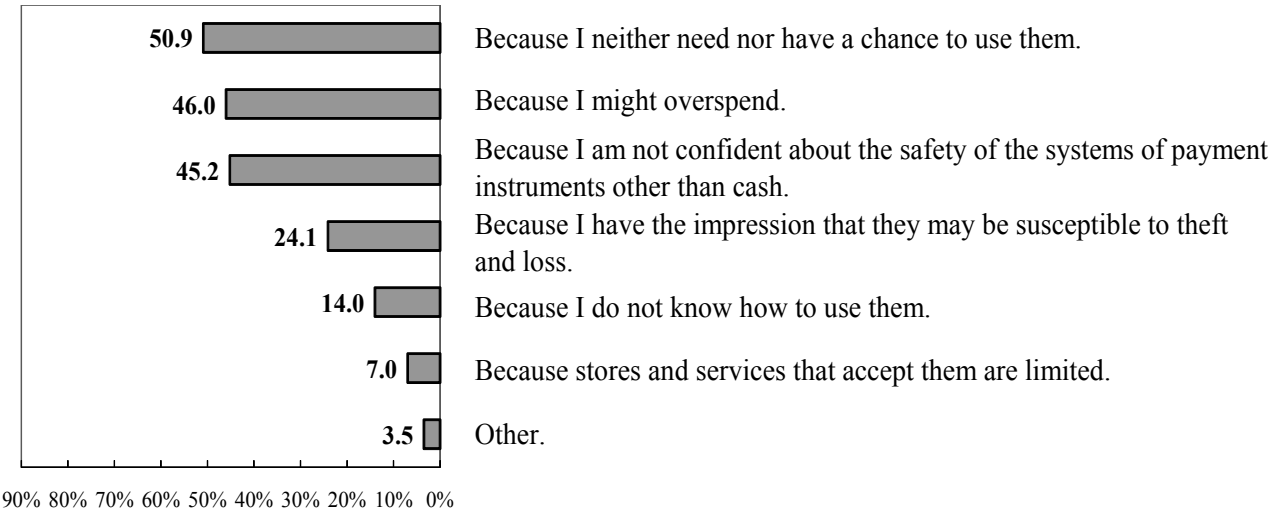 50.9 Because I neither need nor have a chance to use them.
46.0 Because I might overspend.
Because I am not confident about the safety of the systems of payment
45.2 instruments other than cash.
Because I have the impression that they may be susceptible to theft
24.1 and loss.
14.0 Because I do not know how to use them.
7.0 Because stores and services that accept them are limited.
3.5 Other.
90% 80% 70% 60% 50% 40% 30% 20% 10% 0%